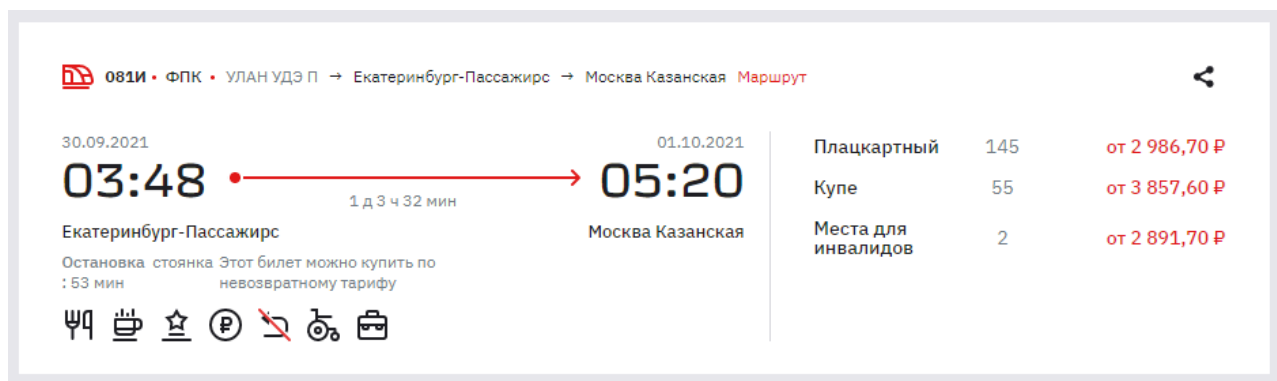 081И • ФПК • УЛАН УДЭ П → Екатеринбург-Пассажирс → Москва Казанская Маршрут
30.09.2021 01.10.2021
03:48 05:20
1 д 3 ч 32 мин
Екатеринбург-Пассажирс Москва Казанская
Остановка стоянка Этот билет можно купить по
: 53 мин невозвратному тарифу
Плацкартный 145 от 2 986,70 ₽
Купе 55 от 3 857,60 ₽
Места для
инвалидов 2 от 2 891,70 ₽